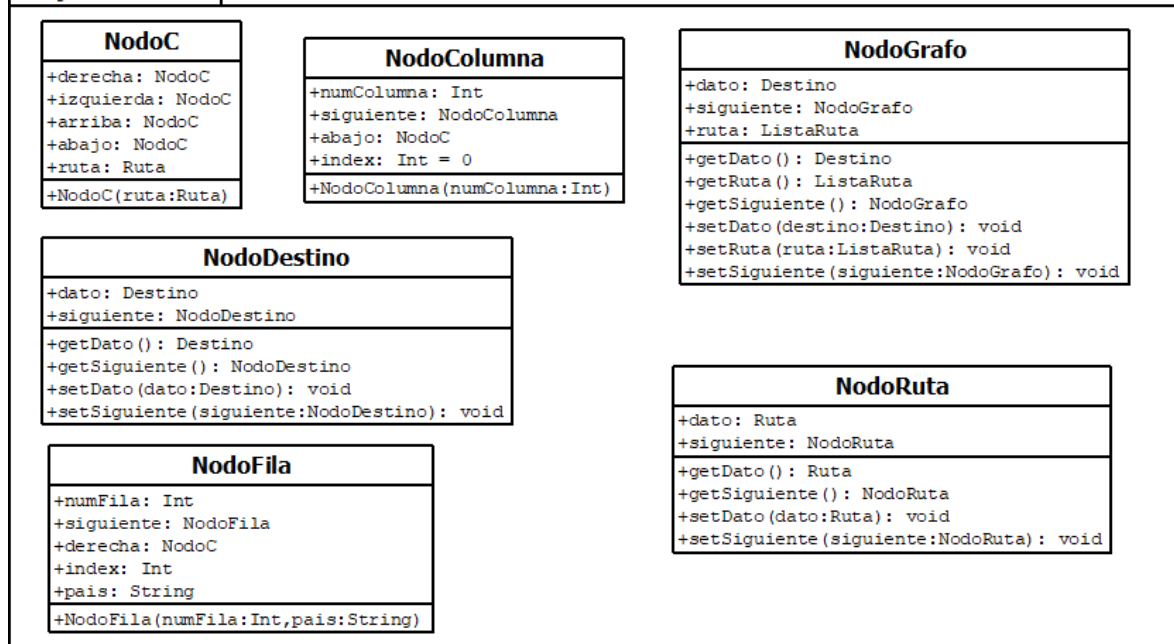 NodoC
+derecha: NodoC
+izquierda: NodoC
+arriba: NodoC
+abajo: NodoC
+ruta: Ruta
+NodoC(ruta:Ruta)
NodoColumna
+numColumna: Int
+siguiente: NodoColumna
+abajo: NodoC
+index: Int = 0
+NodoColumna(numColumna:Int)
NodoGrafo
+dato: Destino
+siguiente: NodoGrafo
+ruta: ListaRuta
+getDato(): Destino
+getRuta(): ListaRuta
+getSiguiente(): NodoGrafo
+setDato(destino:Destino): void
+setRuta(ruta:ListaRuta): void
+setSiguiente(siguiente:NodoGrafo): void
NodoDestino
+dato: Destino
+siguiente: NodoDestino
+getDato(): Destino
+getSiguiente(): NodoDestino
+setDato(dato:Destino): void
+setSiguiente(siguiente:NodoDestino): void
NodoRuta
+dato: Ruta
+siguiente: NodoRuta
+getDato(): Ruta
+getSiguiente(): NodoRuta
+setDato(dato:Ruta): void
+setSiguiente(siguiente:NodoRuta): void
NodoFila
+numFila: Int
+siguiente: NodoFila
+derecha: NodoC
+index: Int
+pais: String
+NodoFila(numFila:Int,pais:String)